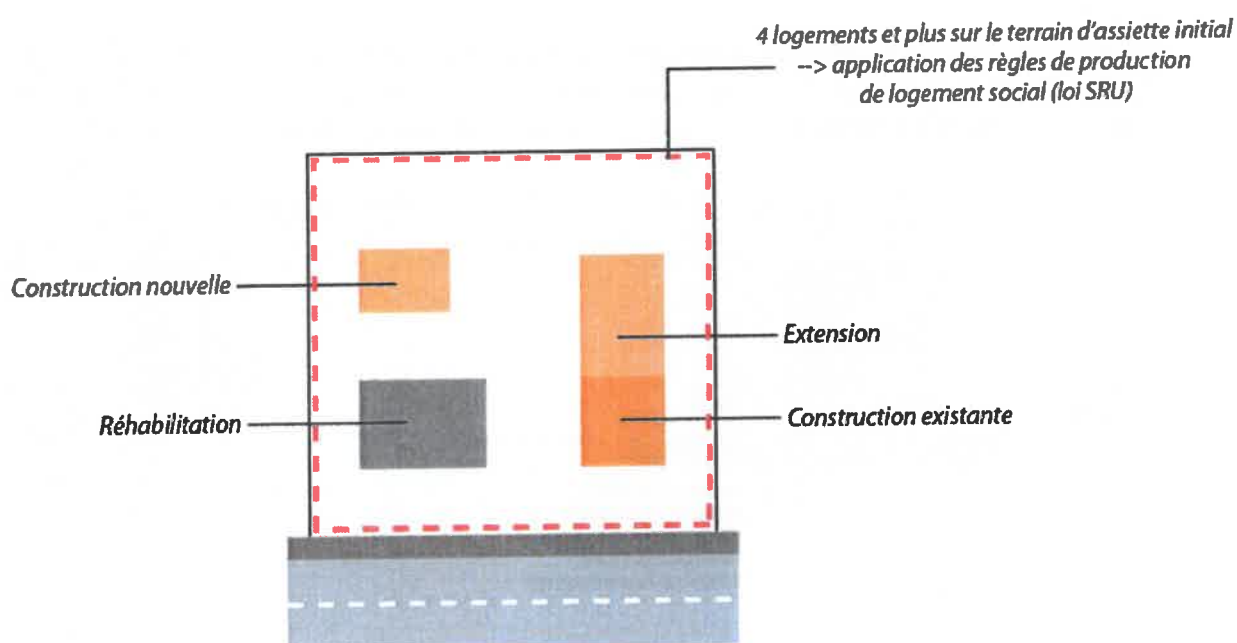 4 logements et plus sur le terrain d'assiette initial
--> application des règles de production
de logement social (loi SRU)
Construction nouvelle
Extension
Réhabilitation
Construction existante